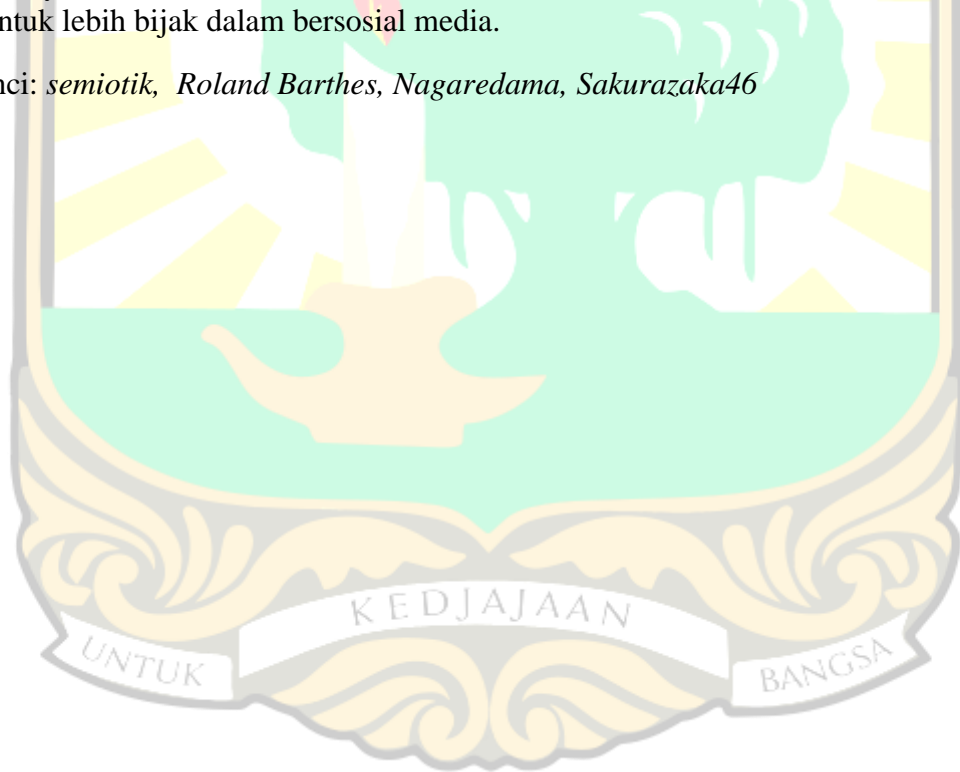 ntuk lebih bijak dalam bersosial media.
nci: semiotik, Roland Barthes, Nagaredama, Sakurazaka46
UNTUK KEDJAJAAN BANGSA